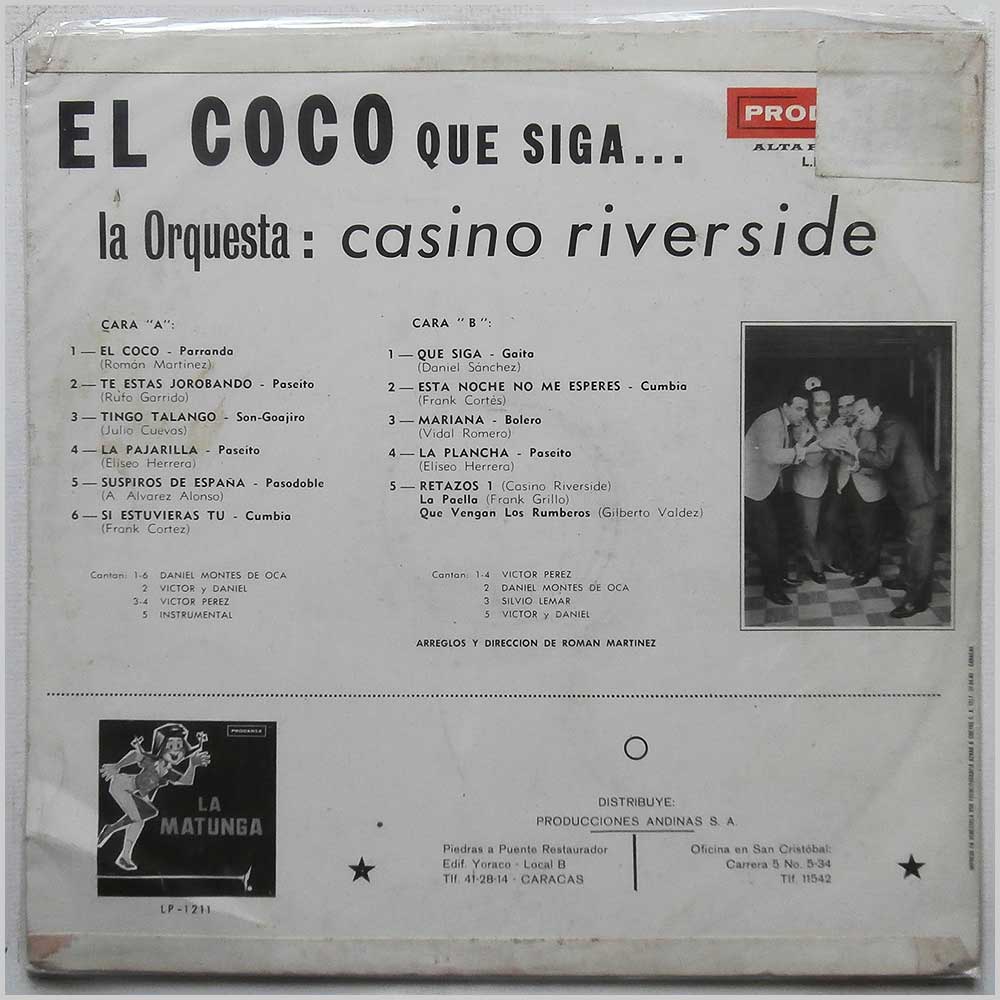 EL COCO QUE SIGA...
ALTA
la Orquesta: casino riverside
CARA "A":
1 — EL COCO - Parranda
(Román Martínez)
2 — TE ESTAS JOROBANDO - Paseito
(Rufo Garrido)
3 — TINGO TALANGO - Son-Goajiro
(Julio Cuevas)
4 — LA PAJARILLA - Paseito
(Eliseo Herrera)
5 — SUSPIROS DE ESPAÑA - Pasodoble
(A. Alvarez Alonso)
6 — SI ESTUVIERAS TU - Cumbia
(Frank Cortez)
Cantan: 1-6 DANIEL MONTES DE OCA
2 VICTOR y DANIEL
3-4 VICTOR PEREZ
5 INSTRUMENTAL
CARA "B":
1 — QUE SIGA - Gaita
(Daniel Sánchez)
2 — ESTA NOCHE NO ME ESPERES - Cumbia
(Frank Cortés)
3 — MARIANA - Bolero
(Vidal Romero)
4 — LA PLANCHA - Paseito
(Eliseo Herrera)
5 — RETAZOS 1 (Casino Riverside)
La Paella (Frank Grillo)
Que Vengan Los Rumberos (Gilberto Valdez)
Cantan: 1-4 VICTOR PEREZ
2 DANIEL MONTES DE OCA
3 SILVIO LEMAR
5 VICTOR y DANIEL
ARREGLOS Y DIRECCION DE ROMAN MARTINEZ
PRODANSA
LA
MATUNGA
LP-1211
DISTRIBUYE:
PRODUCCIONES ANDINAS S. A.
Piedras a Puente Restaurador
Edif. Yoraco - Local B
Tlf. 41-28-14 - CARACAS
Oficina en San Cristóbal:
Carrera 5 No. 5-34
Tlf. 11542